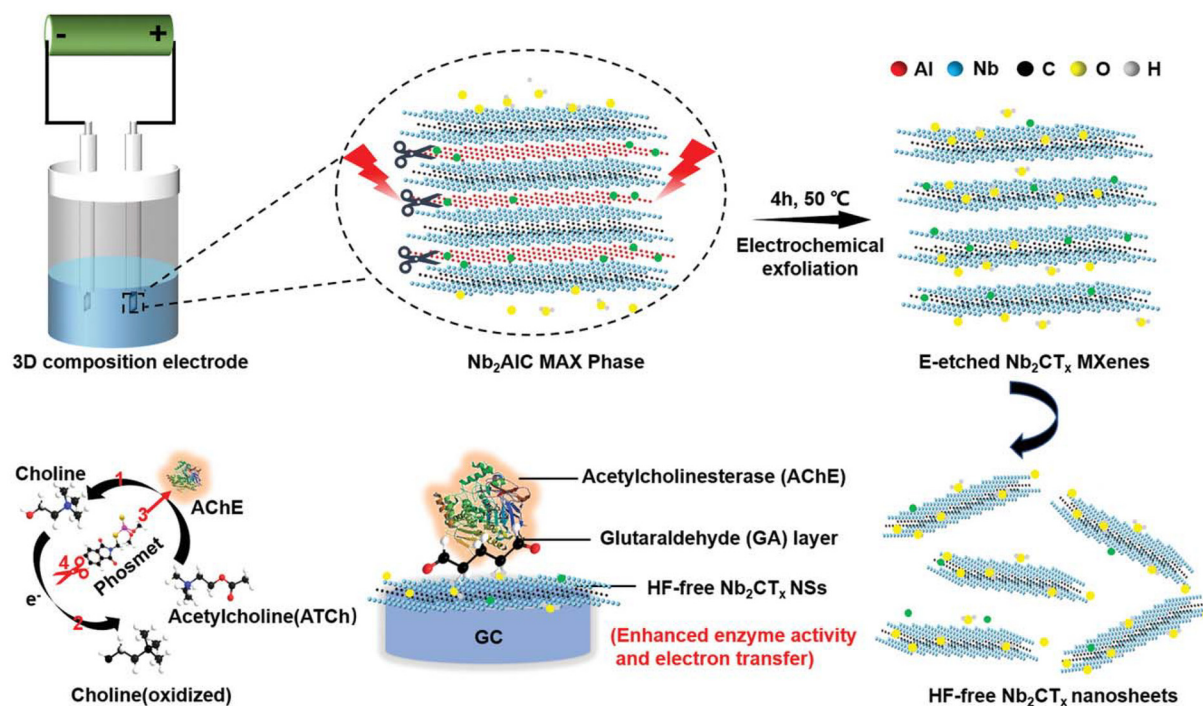 - +
Al Nb C O H
4h, 50 ℃
Electrochemical
exfoliation
3D composition electrode
Nb₂AlC MAX Phase
E-etched Nb₂CTₓ MXenes
Choline
1
AChE
3
4
Phosmet
e⁻
2
Acetylcholine(ATCh)
Choline(oxidized)
Acetylcholinesterase (AChE)
Glutaraldehyde (GA) layer
HF-free Nb₂CTₓ NSs
GC
(Enhanced enzyme activity
and electron transfer)
HF-free Nb₂CTₓ nanosheets